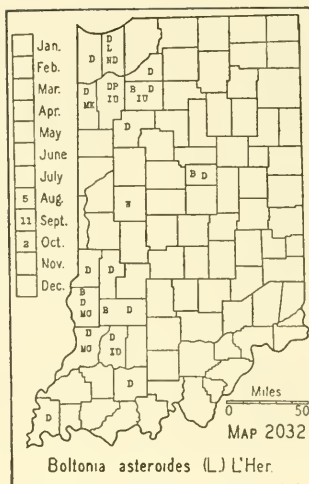 Jan.
Feb.
Mar.
Apr.
May
June
July
5 Aug.
11 Sept.
2 Oct.
Nov.
Dec.
D
D
L
ND
D
D
MK
DP
IU
B D
IU
D
B D
W
D
D
B
D
MO
B D
D
MO
D
IU
D
D
Miles
0 50
MAP 2032
Boltonia asteroides (L.) L'Her.